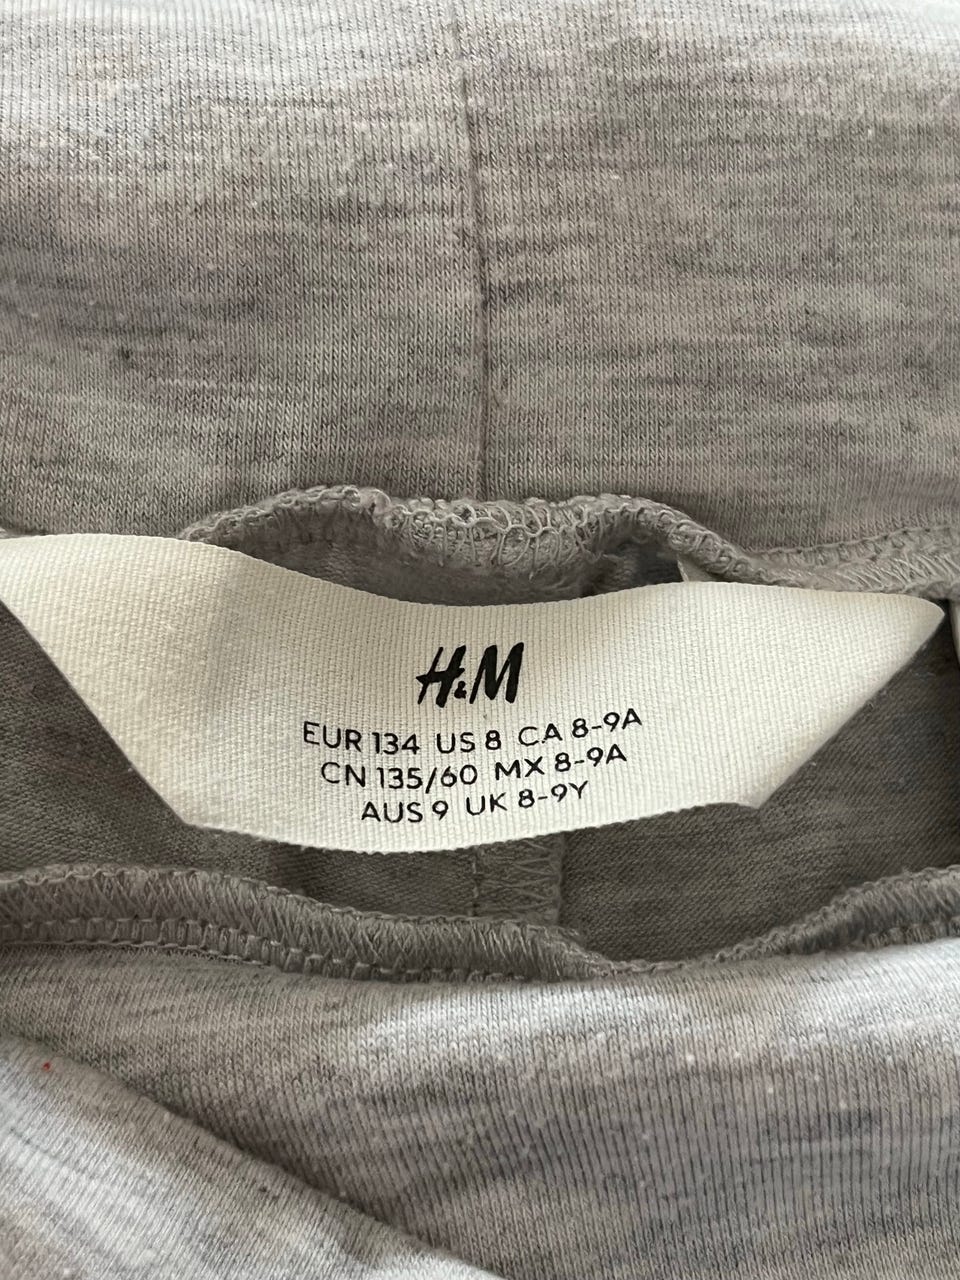 H&M
EUR 134 US 8 CA 8-9A
CN 135/60 MX 8-9A
AUS 9 UK 8-9Y